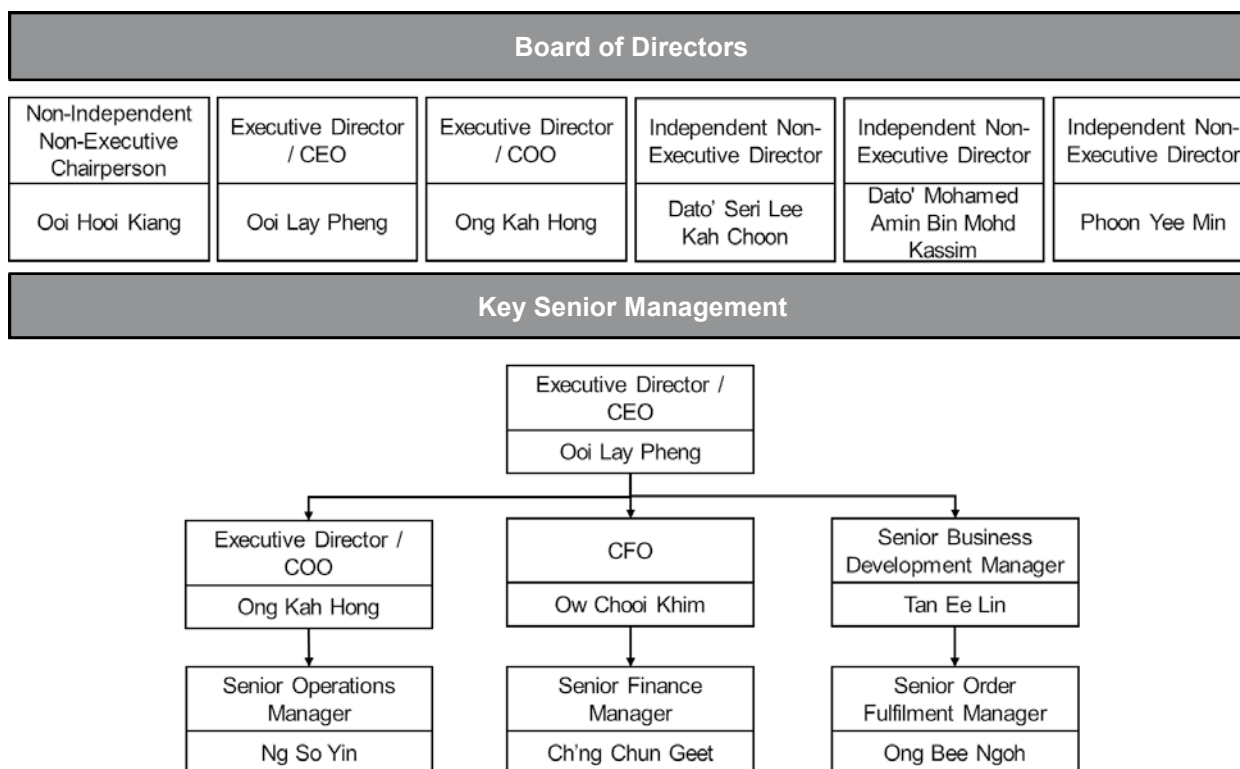 Board of Directors
Non-Independent
Non-Executive
Chairperson
Executive Director
/ CEO
Executive Director
/ COO
Independent Non-
Executive Director
Independent Non-
Executive Director
Independent Non-
Executive Director
Ooi Hooi Kiang
Ooi Lay Pheng
Ong Kah Hong
Dato' Seri Lee
Kah Choon
Dato' Mohamed
Amin Bin Mohd
Kassim
Phoon Yee Min
Key Senior Management
Executive Director /
CEO
Ooi Lay Pheng
Executive Director /
COO
Ong Kah Hong
CFO
Ow Chooi Khim
Senior Business
Development Manager
Tan Ee Lin
Senior Operations
Manager
Ng So Yin
Senior Finance
Manager
Ch'ng Chun Geet
Senior Order
Fulfilment Manager
Ong Bee Ngoh